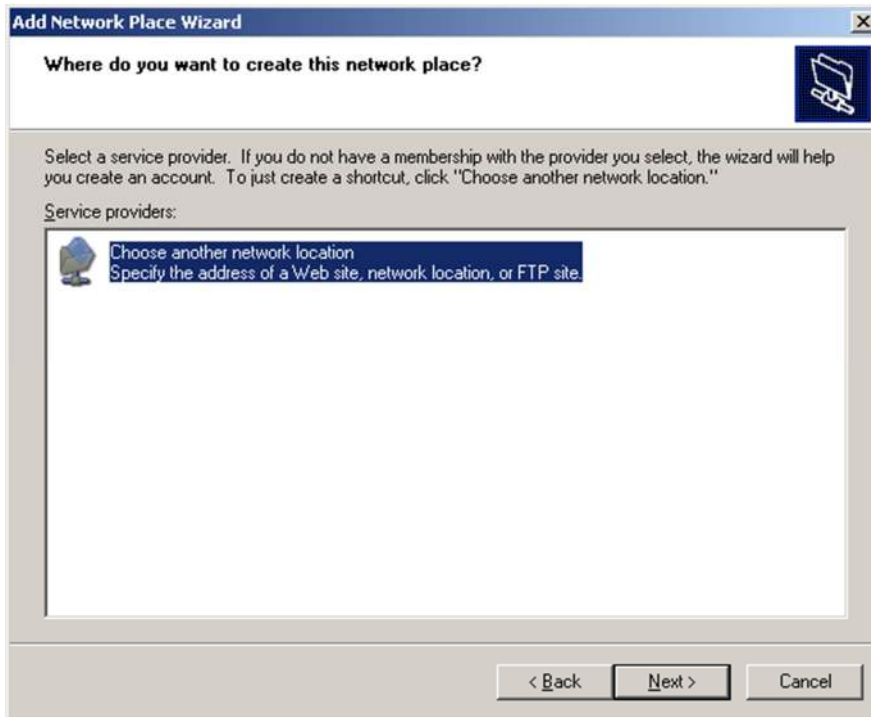 Add Network Place Wizard
Where do you want to create this network place?
Select a service provider. If you do not have a membership with the provider you select, the wizard will help
you create an account. To just create a shortcut, click "Choose another network location."
Service providers:
Choose another network location
Specify the address of a Web site, network location, or FTP site.
< Back Next > Cancel